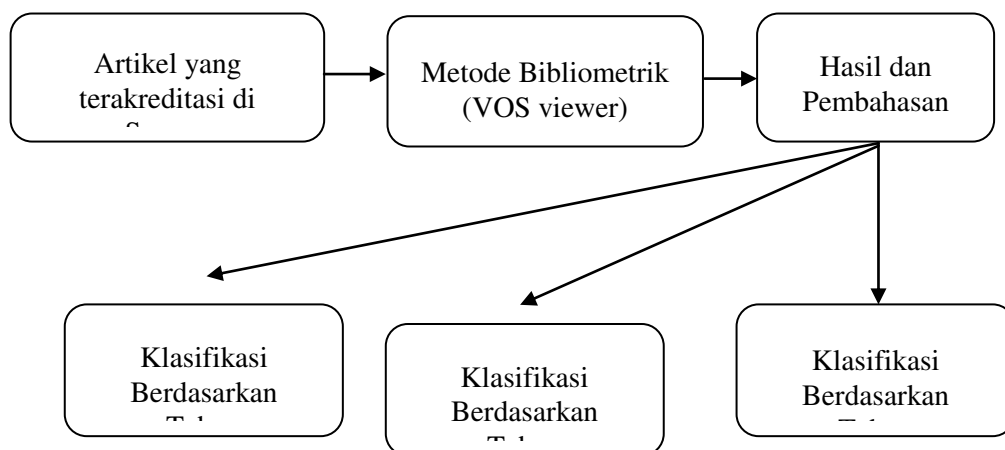 Artikel yang
terakreditasi di
Metode Bibliometrik
(VOS viewer)
Hasil dan
Pembahasan
Klasifikasi
Berdasarkan
Klasifikasi
Berdasarkan
Klasifikasi
Berdasarkan